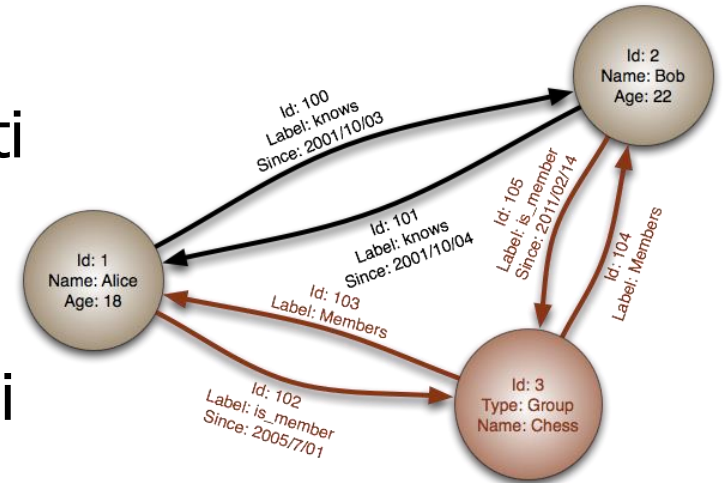 Id: 2
Name: Bob
Age: 22
Id: 100
Label: knows
Since: 2001/10/03
ti
Id: 101
Label: knows
Since: 2001/10/04
Id: 105
Label: is_member
Since: 2011/02/14
Id: 104
Label: Members
Id: 1
Name: Alice
Age: 18
Id: 103
Label: Members
i
Id: 102
Label: is_member
Since: 2005/7/01
Id: 3
Type: Group
Name: Chess